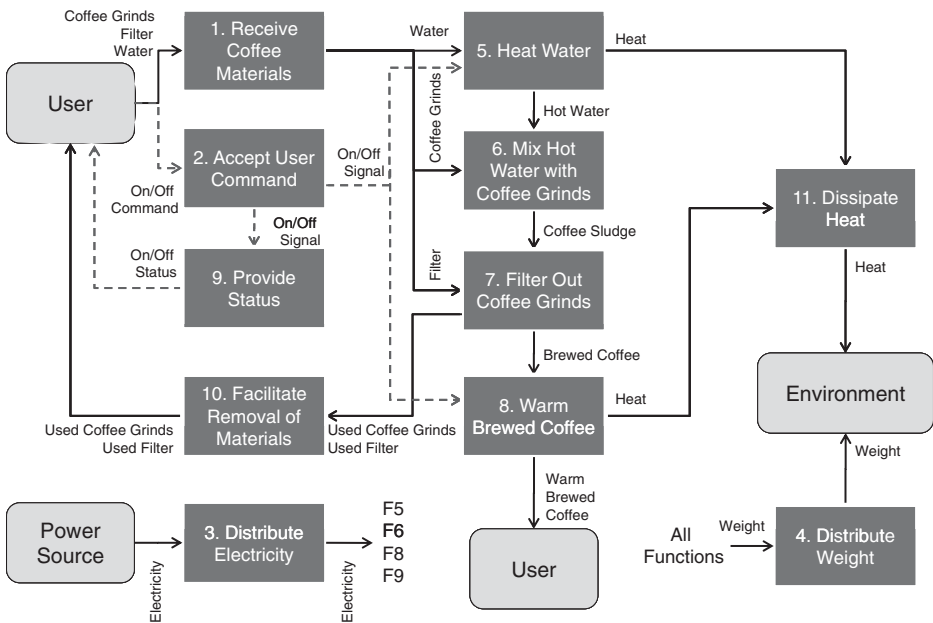 Coffee Grinds
Filter
Water
User
1. Receive
Coffee
Materials
Water
5. Heat Water
Heat
Coffee Grinds
Hot Water
2. Accept User
Command
On/Off
Signal
6. Mix Hot
Water with
Coffee Grinds
11. Dissipate
Heat
On/Off
Command
On/Off
Signal
Coffee Sludge
On/Off
Status
9. Provide
Status
Filter
7. Filter Out
Coffee Grinds
Heat
Brewed Coffee
Environment
10. Facilitate
Removal of
Materials
8. Warm
Brewed Coffee
Heat
Used Coffee Grinds
Used Filter
Used Coffee Grinds
Used Filter
Weight
Warm
Brewed
Coffee
Power
Source
3. Distribute
Electricity
F5
F6
F8
F9
Electricity
Electricity
User
All
Functions
Weight
4. Distribute
Weight